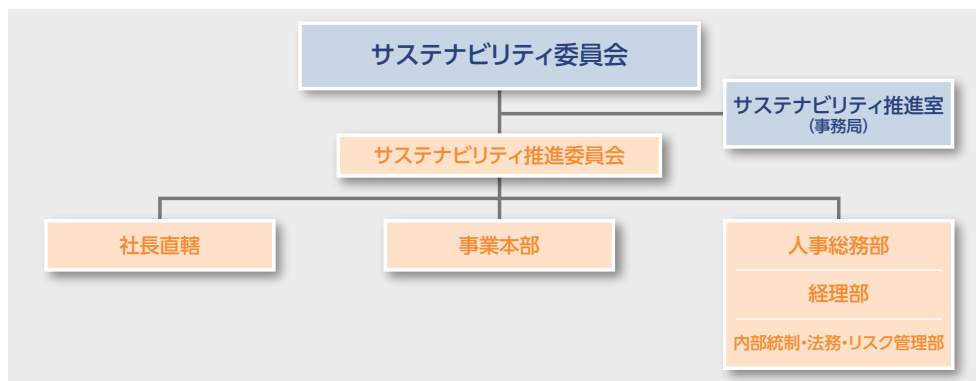 サステナビリティ委員会
サステナビリティ推進室
(事務局)
サステナビリティ推進委員会
社長直轄
事業本部
人事総務部
経理部
内部統制・法務・リスク管理部